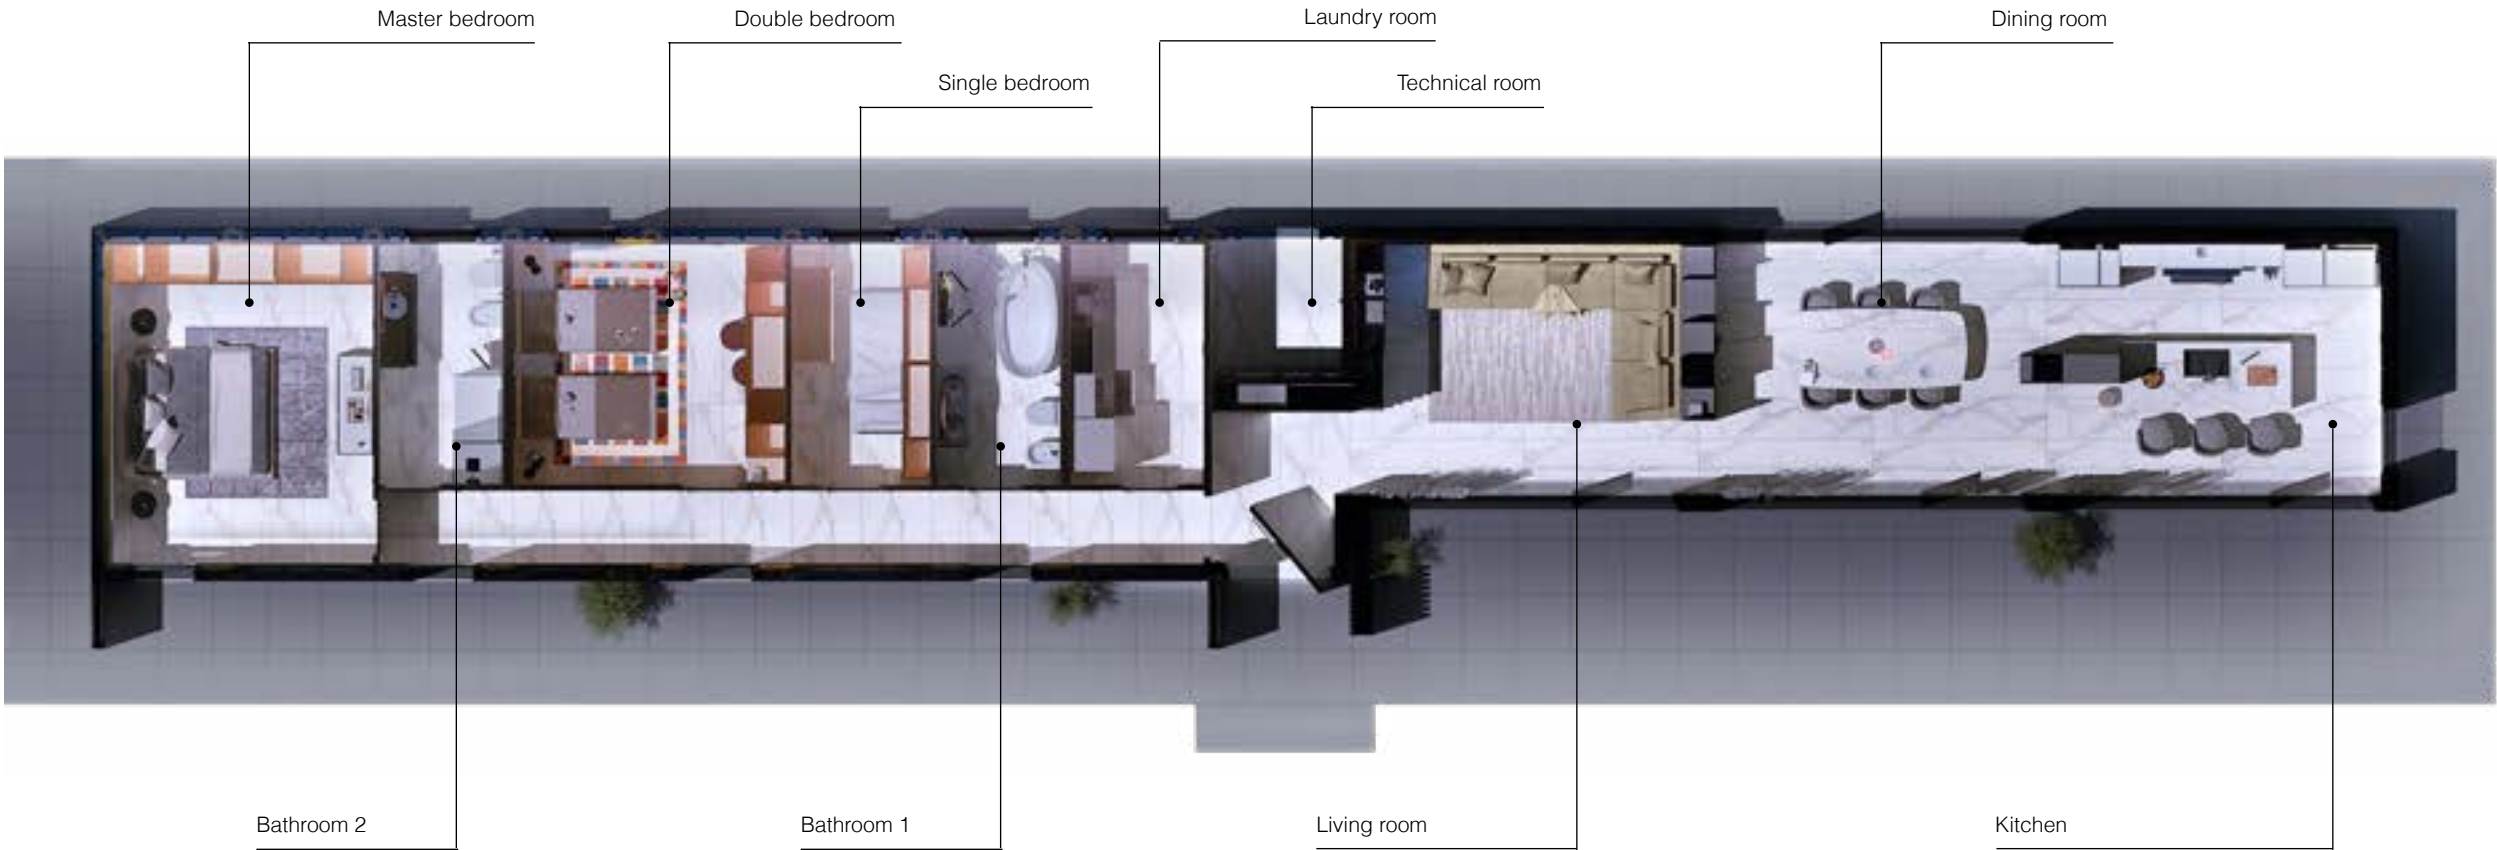 Master bedroom
Double bedroom
Laundry room
Dining room
Single bedroom
Technical room
Bathroom 2
Bathroom 1
Living room
Kitchen